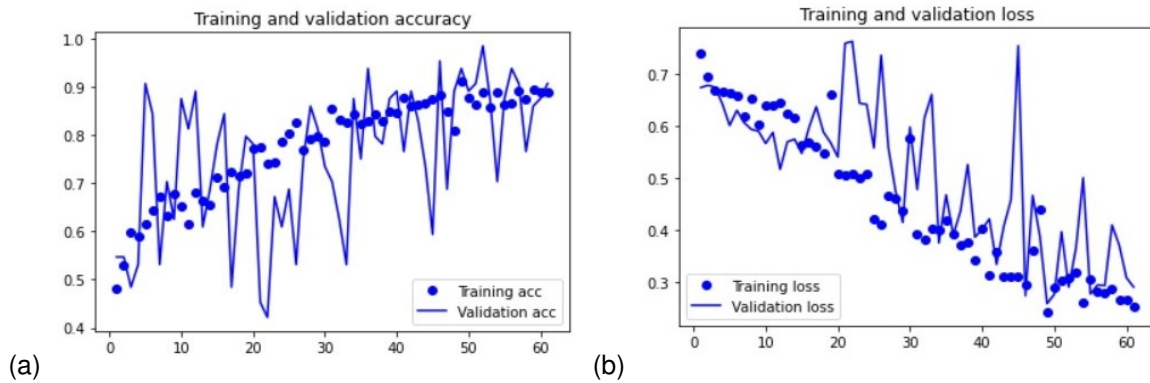 Training and validation accuracy
1.0
0.9
0.8
0.7
0.6
0.5
0.4
0 10 20 30 40 50 60
Training acc
Validation acc
(a)
Training and validation loss
0.7
0.6
0.5
0.4
0.3
0 10 20 30 40 50 60
Training loss
Validation loss
(b)